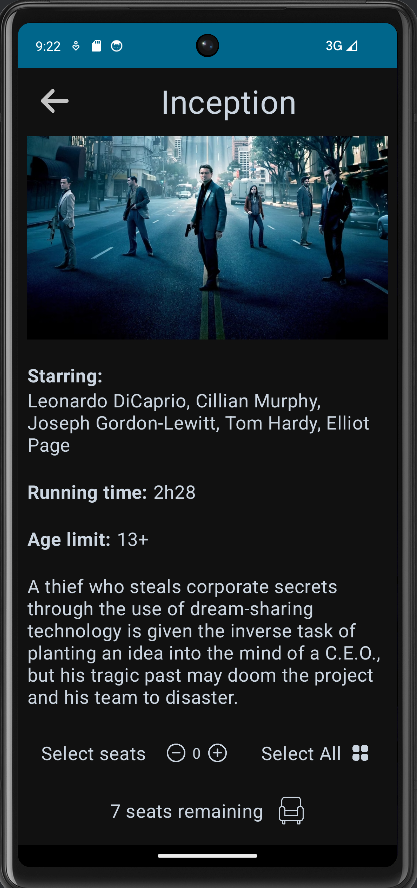 9:22
3G
Inception
Starring:
Leonardo DiCaprio, Cillian Murphy,
Joseph Gordon-Lewitt, Tom Hardy, Elliot
Page
Running time: 2h28
Age limit: 13+
A thief who steals corporate secrets
through the use of dream-sharing
technology is given the inverse task of
planting an idea into the mind of a C.E.O.,
but his tragic past may doom the project
and his team to disaster.
Select seats 0 Select All
7 seats remaining